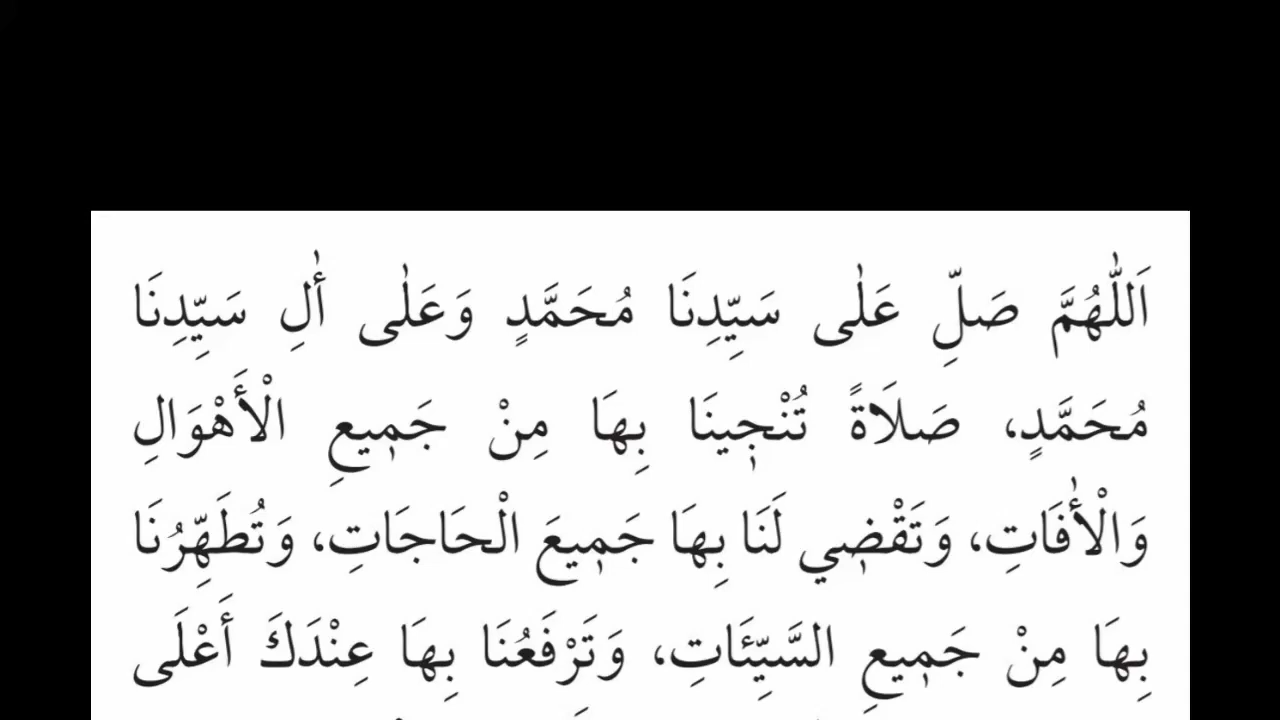 اَللّٰهُمَّ صَلِّ عَلٰى سَيِّدِنَا مُحَمَّدٍ وَعَلٰى أٰلِ سَيِّدِنَا
مُحَمَّدٍ، صَلَاةً تُنْجٖينَا بِهَا مِنْ جَمٖيعِ الْأَهْوَالِ
وَالْأٰفَاتِ، وَتَقْضٖي لَنَا بِهَا جَمٖيعَ الْحَاجَاتِ، وَتُطَهِّرُنَا
بِهَا مِنْ جَمٖيعِ السَّيِّئَاتِ، وَتَرْفَعُنَا بِهَا عِنْدَكَ أَعْلَى